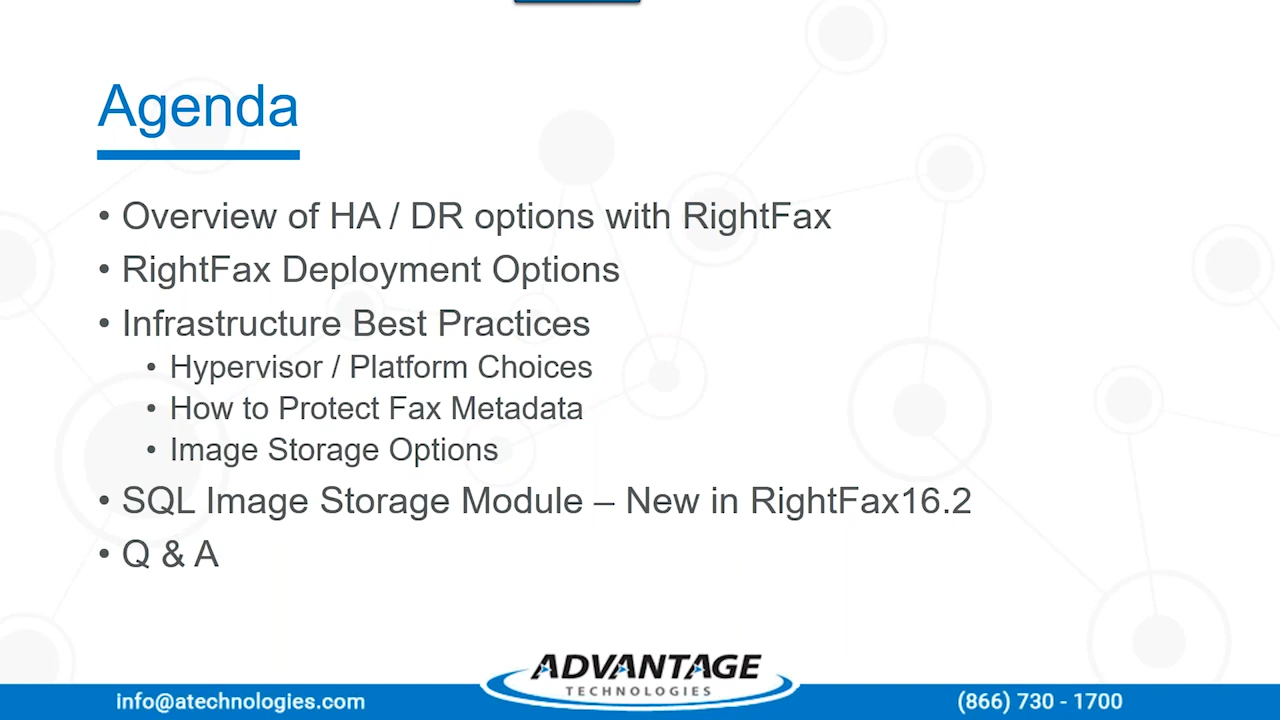 Agenda
• Overview of HA / DR options with RightFax
• RightFax Deployment Options
• Infrastructure Best Practices
• Hypervisor / Platform Choices
• How to Protect Fax Metadata
• Image Storage Options
• SQL Image Storage Module – New in RightFax16.2
• Q & A
ADVANTAGE
TECHNOLOGIES
info@atechnologies.com
(866) 730 - 1700